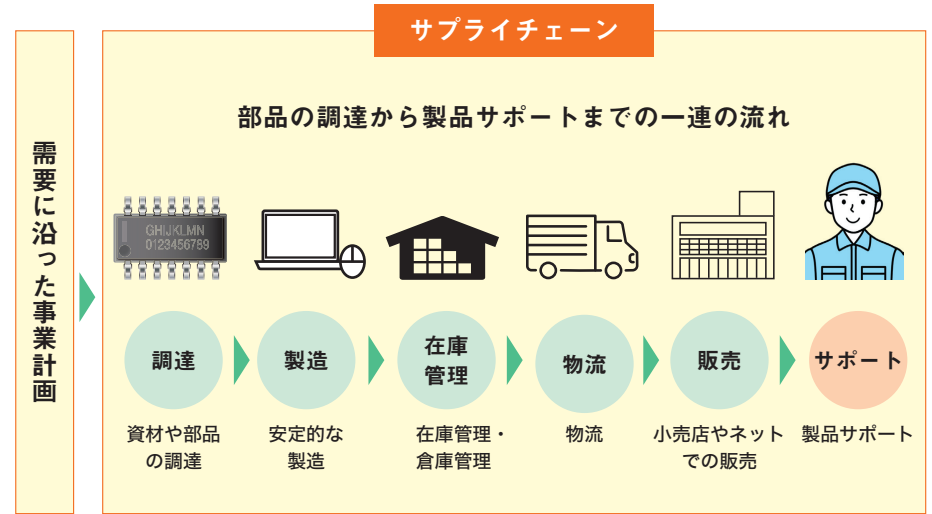 サプライチェーン
需要に沿った事業計画
部品の調達から製品サポートまでの一連の流れ
GHIJKLMN
0123456789
調達
製造
在庫
管理
物流
販売
サポート
資材や部品
の調達
安定的な
製造
在庫管理・
倉庫管理
物流
小売店やネット
での販売
製品サポート